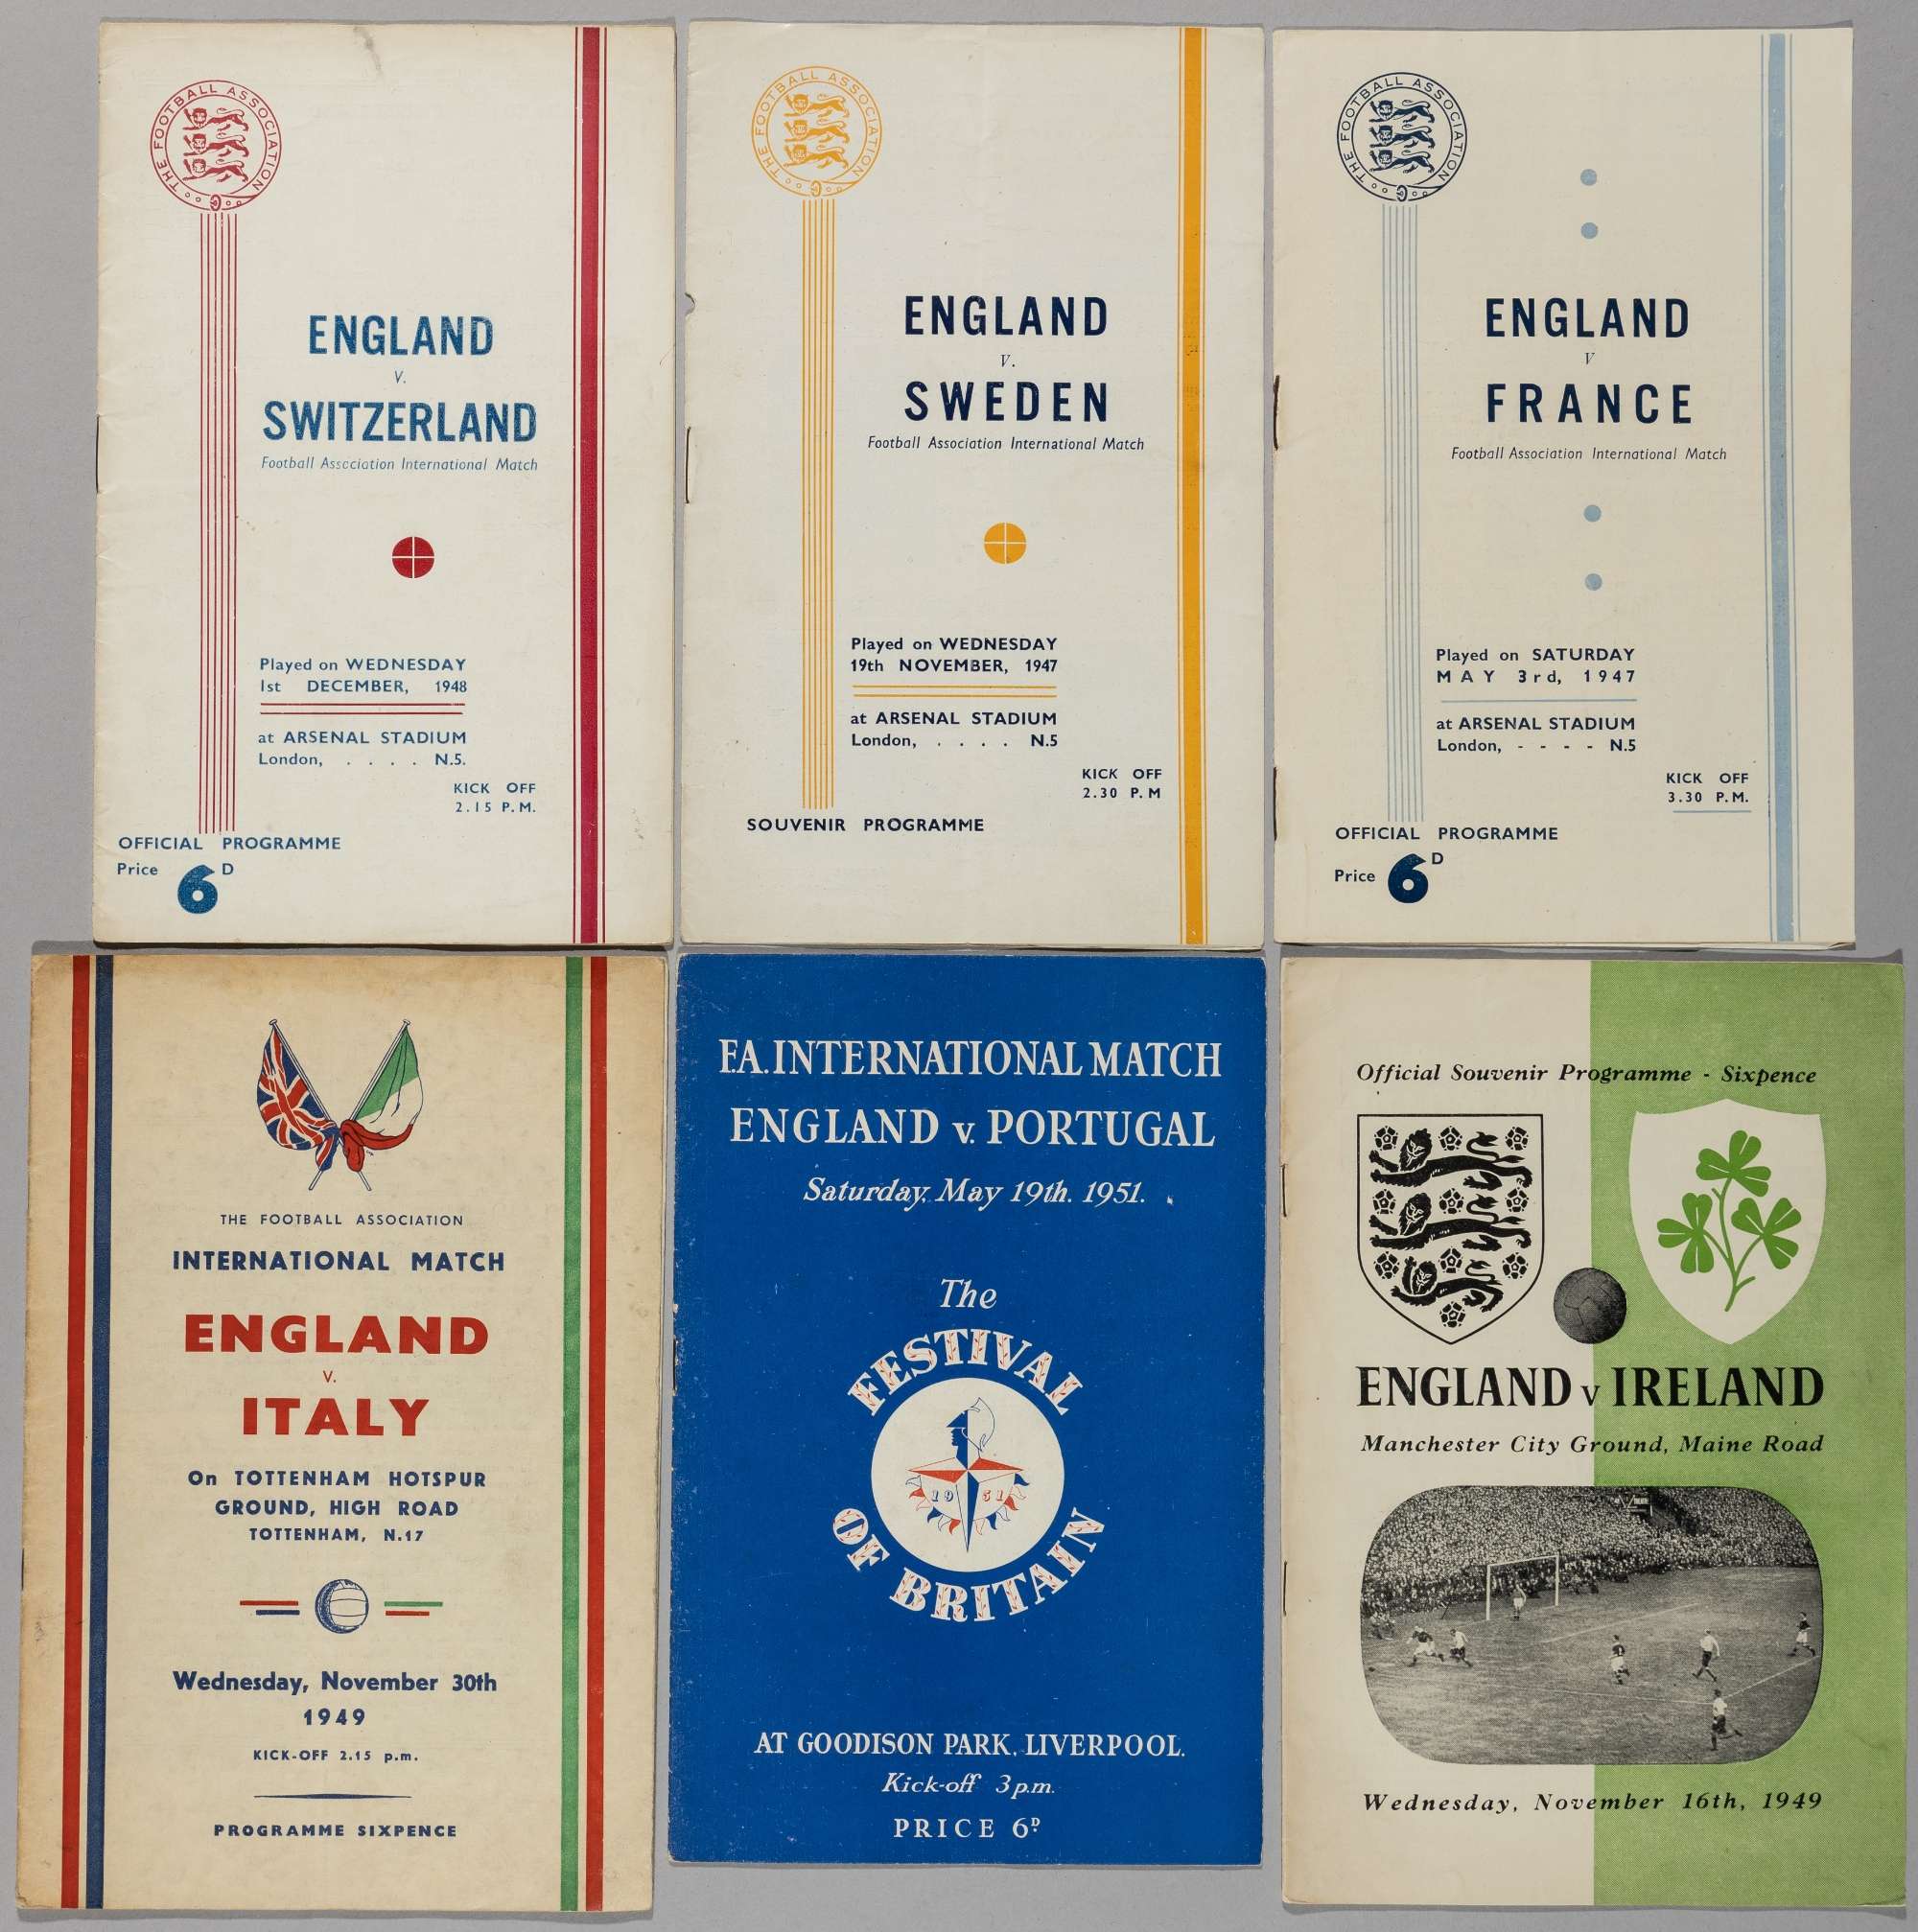 THE FOOTBALL ASSOCIATION
ENGLAND
V.
SWITZERLAND
Football Association International Match
Played on WEDNESDAY
1st DECEMBER, 1948
at ARSENAL STADIUM
London, . . . . N.5.
KICK OFF
2.15 P.M.
OFFICIAL PROGRAMME
Price 6D
THE FOOTBALL ASSOCIATION
ENGLAND
V.
SWEDEN
Football Association International Match
Played on WEDNESDAY
19th NOVEMBER, 1947
at ARSENAL STADIUM
London, . . . . N.5
KICK OFF
2.30 P.M
SOUVENIR PROGRAMME
THE FOOTBALL ASSOCIATION
ENGLAND
V
FRANCE
Football Association International Match
Played on SATURDAY
MAY 3rd, 1947
at ARSENAL STADIUM
London, - - - - N.5
KICK OFF
3.30 P.M.
OFFICIAL PROGRAMME
Price 6D
THE FOOTBALL ASSOCIATION
INTERNATIONAL MATCH
ENGLAND
V.
ITALY
On TOTTENHAM HOTSPUR
GROUND, HIGH ROAD
TOTTENHAM, N.17
Wednesday, November 30th
1949
KICK-OFF 2.15 p.m.
PROGRAMME SIXPENCE
F.A. INTERNATIONAL MATCH
ENGLAND v. PORTUGAL
Saturday, May 19th. 1951.
The
FESTIVAL
1951
OF BRITAIN
AT GOODISON PARK, LIVERPOOL.
Kick-off 3 p.m.
PRICE 6D.
Official Souvenir Programme - Sixpence
ENGLAND v IRELAND
Manchester City Ground, Maine Road
Wednesday, November 16th, 1949